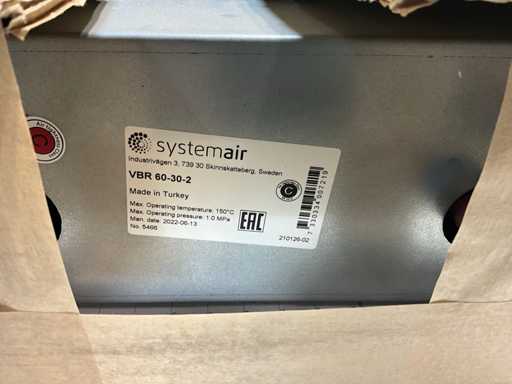 systemair
Industrivägen 3, 739 30 Skinnskatteberg, Sweden
VBR 60-30-2
Made in Turkey
Max. Operating temperature: 150°C
Max. Operating pressure: 1.0 MPa
Man. date: 2022-06-13
No. 5466
EAC
210126-02
C